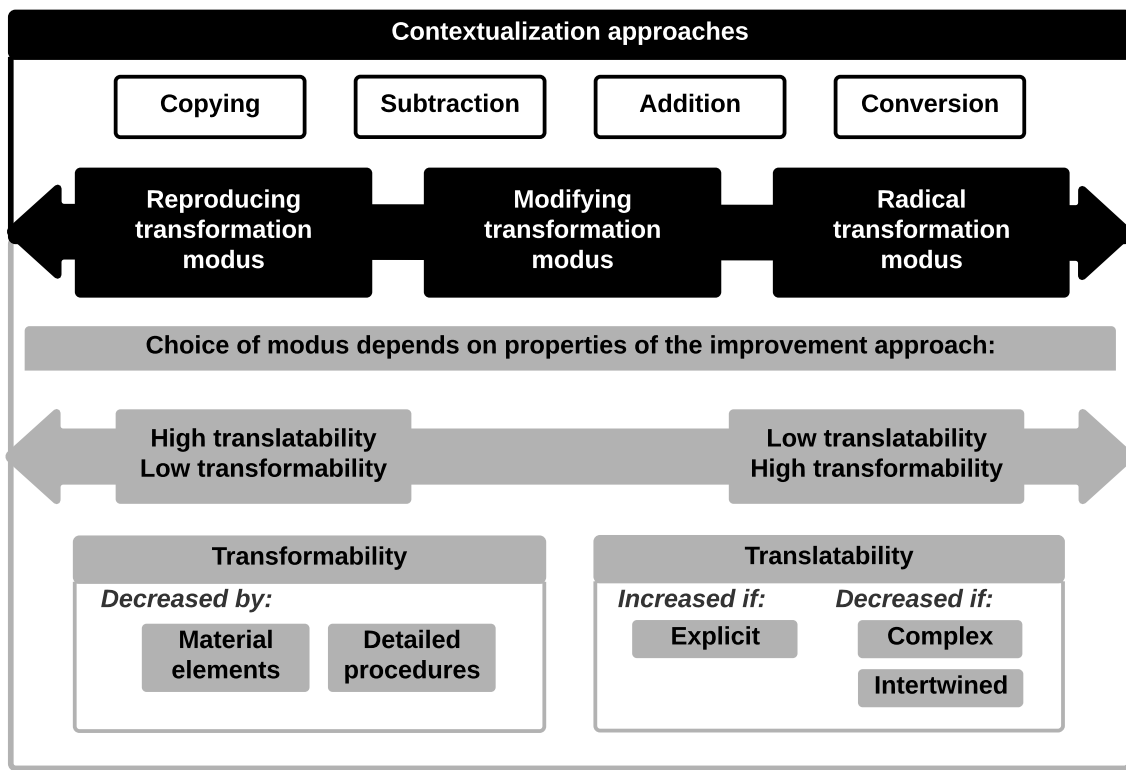 Contextualization approaches
Copying
Subtraction
Addition
Conversion
Reproducing
transformation
modus
Modifying
transformation
modus
Radical
transformation
modus
Choice of modus depends on properties of the improvement approach:
High translatability
Low transformability
Low translatability
High transformability
Transformability
Decreased by:
Material
elements
Detailed
procedures
Translatability
Increased if:
Explicit
Decreased if:
Complex
Intertwined